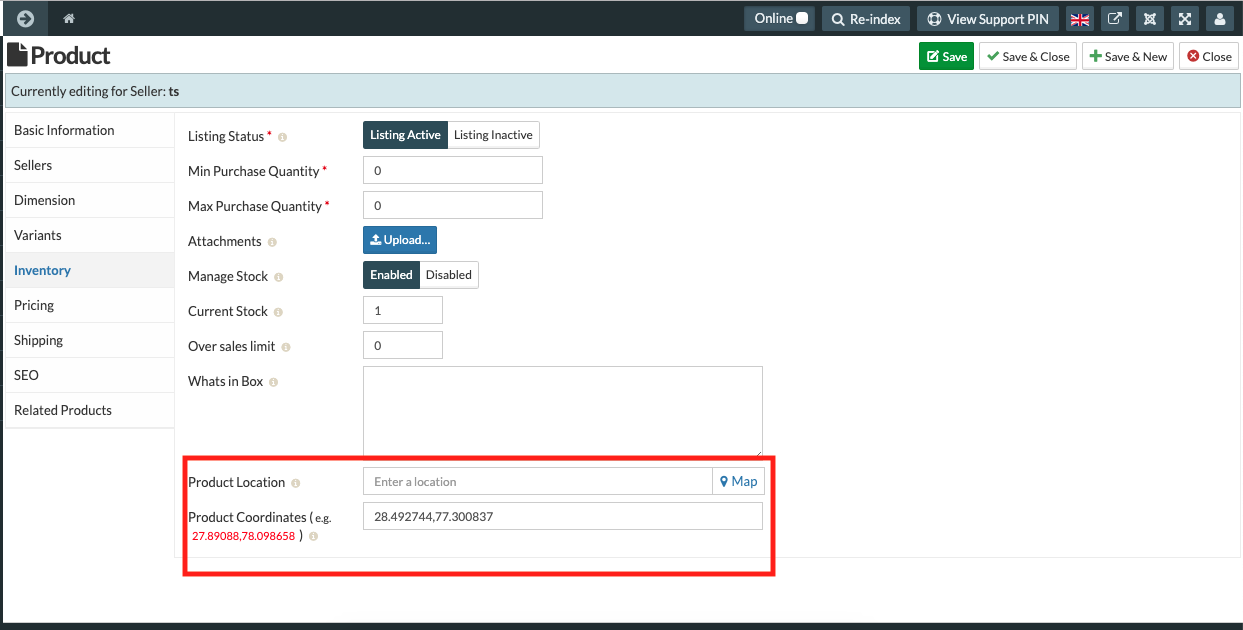 Online Re-index View Support PIN
Product Save Save & Close Save & New Close
Currently editing for Seller: ts
Basic Information
Sellers
Dimension
Variants
Inventory
Pricing
Shipping
SEO
Related Products
Listing Status * Listing Active Listing Inactive
Min Purchase Quantity * 0
Max Purchase Quantity * 0
Attachments Upload...
Manage Stock Enabled Disabled
Current Stock 1
Over sales limit 0
Whats in Box
Product Location Enter a location Map
Product Coordinates ( e.g. 28.492744,77.300837
27.89088,78.098658 )